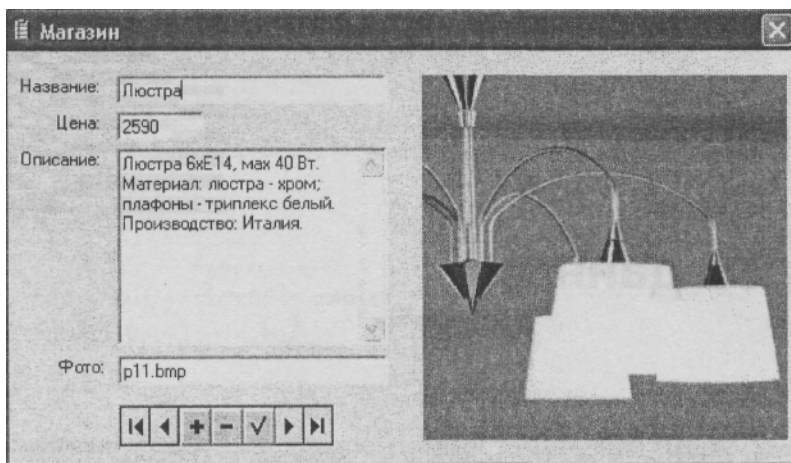 Магазин
Название: Люстра
Цена: 2590
Описание: Люстра 6xE14, мах 40 Вт.
Материал: люстра - хром;
плафоны - триплекс белый.
Производство: Италия.
Фото: p11.bmp